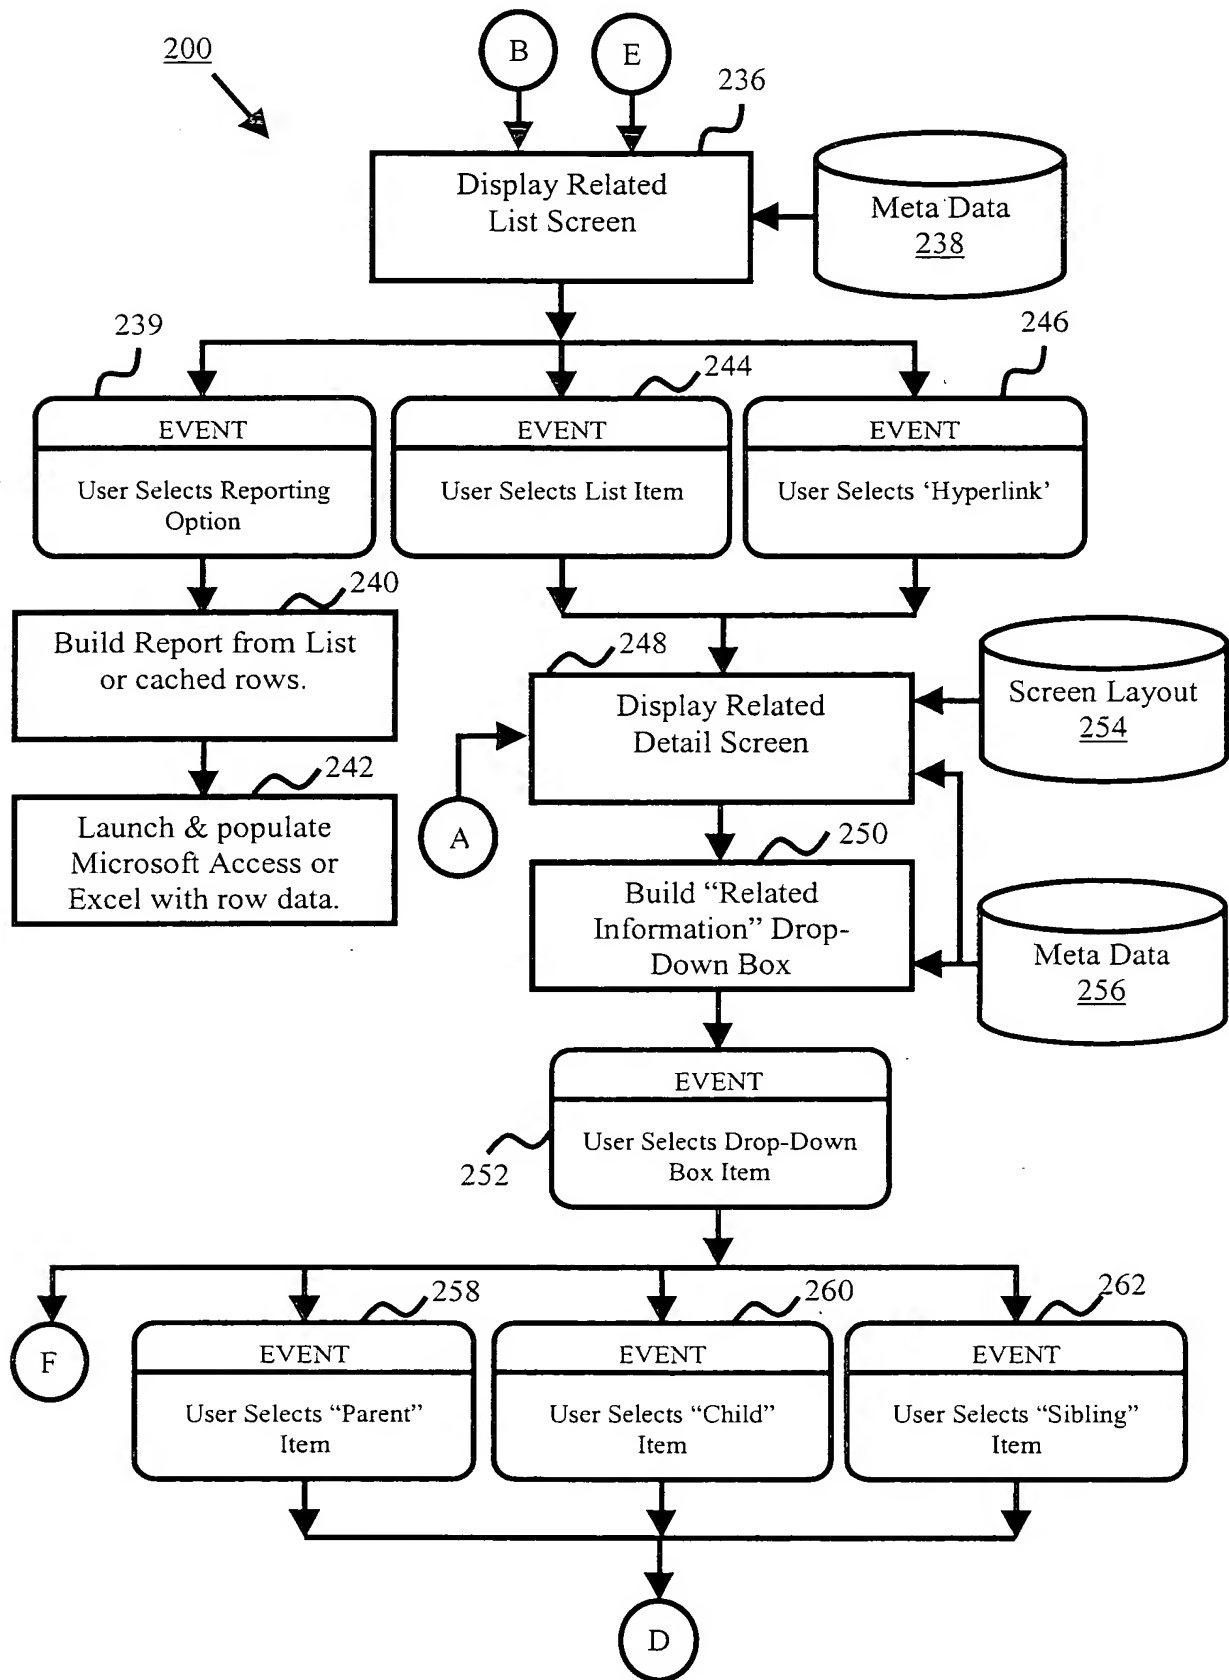 200
B
E
236
Display Related
List Screen
Meta Data
238
239
244
246
EVENT
User Selects Reporting
Option
EVENT
User Selects List Item
EVENT
User Selects ‘Hyperlink’
240
Build Report from List
or cached rows.
248
Display Related
Detail Screen
Screen Layout
254
242
Launch & populate
Microsoft Access or
Excel with row data.
A
250
Build “Related
Information” Drop-
Down Box
Meta Data
256
EVENT
User Selects Drop-Down
Box Item
252
258
260
262
F
EVENT
User Selects “Parent”
Item
EVENT
User Selects “Child”
Item
EVENT
User Selects “Sibling”
Item
D